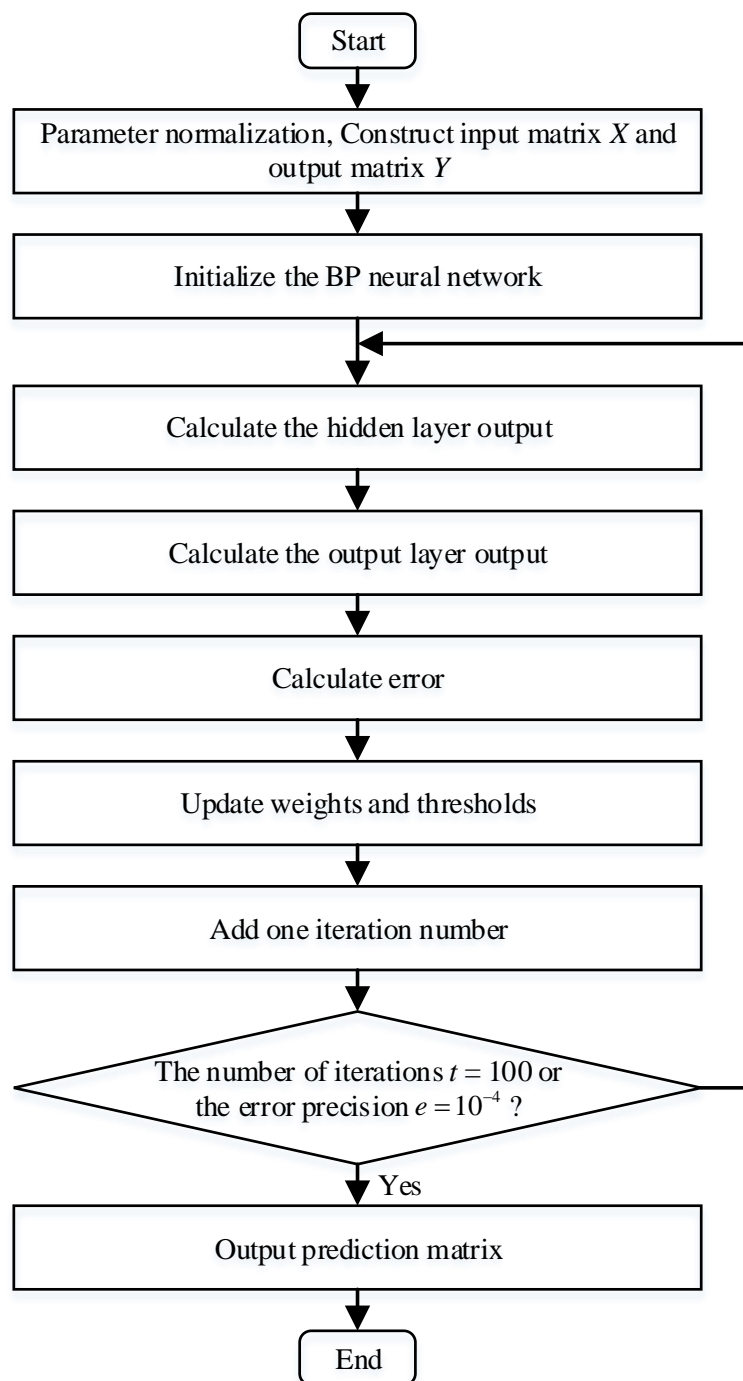 Start
Parameter normalization, Construct input matrix X and
output matrix Y
Initialize the BP neural network
Calculate the hidden layer output
Calculate the output layer output
Calculate error
Update weights and thresholds
Add one iteration number
The number of iterations t = 100 or
the error precision e = 10⁻⁴ ?
Yes
Output prediction matrix
End